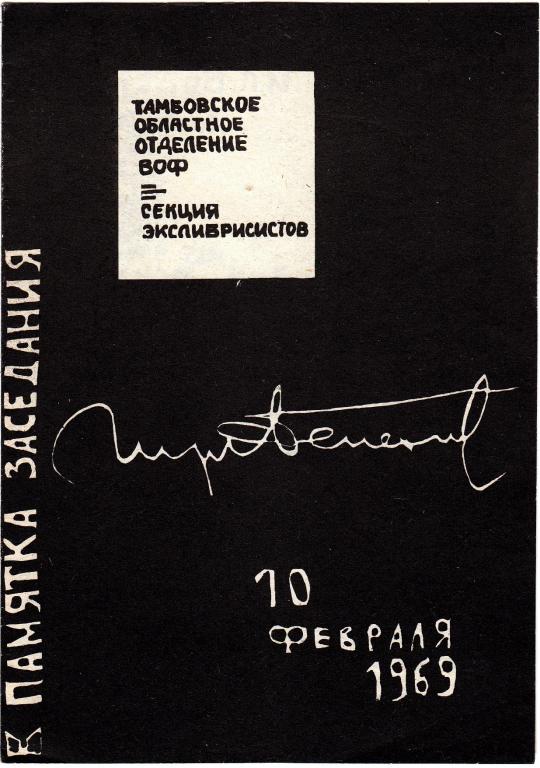 ТАМБОВСКОЕ
ОБЛАСТНОЕ
ОТДЕЛЕНИЕ
ВОФ
СЕКЦИЯ
ЭКСЛИБРИСИСТОВ
ПАМЯТКА ЗАСЕДАНИЯ
10
ФЕВРАЛЯ
1969